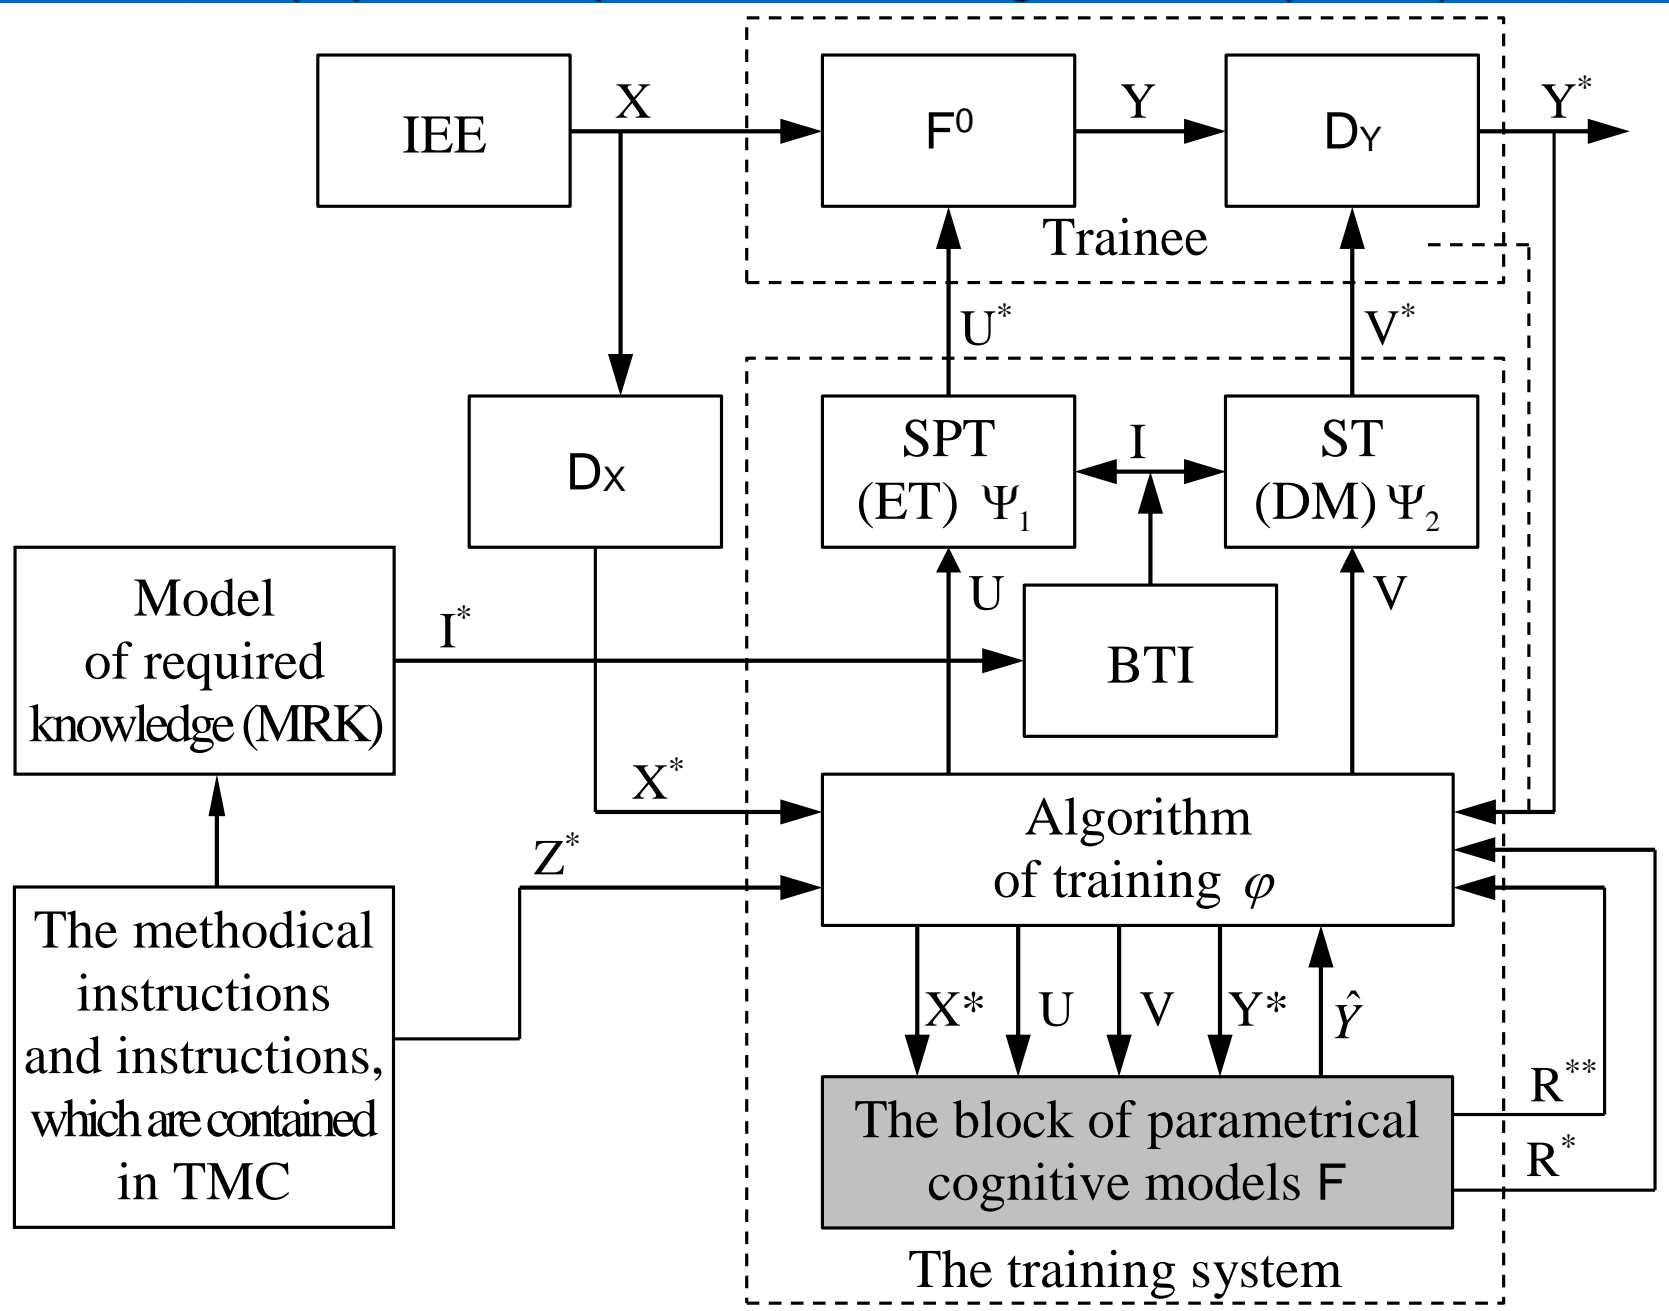 IEE
X
F⁰
Y
Dʏ
Y*
Trainee
U*
V*
Dx
SPT
(ET) Ψ₁
I
ST
(DM) Ψ₂
Model
of required
knowledge (MRK)
I*
U
BTI
V
X*
Algorithm
of training φ
Z*
The methodical
instructions
and instructions,
which are contained
in TMC
X*
U
V
Y*
Ŷ
R**
R*
The block of parametrical
cognitive models F
The training system